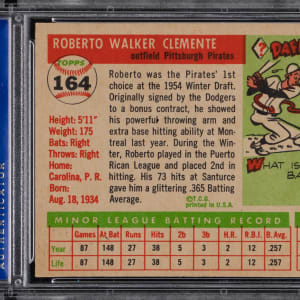 ROBERTO WALKER CLEMENTE
outfield Pittsburgh Pirates
TOPPS
164
Height: 5'11"
Weight: 175
Bats: Right
Throws: Right
Home:
Carolina, P. R.
Born:
Aug. 18, 1934
Roberto was the Pirates' 1st
choice at the 1954 Winter Draft.
Originally signed by the Dodgers
to a bonus contract, he showed
his powerful throwing arm and
extra base hitting ability at Mont-
real last year. During the Win-
ter, Roberto played in the Puerto
Rican League and placed 2nd in
hitting. His 73 hits at Santurce
gave him a glittering .365 Batting
Average.
©T.C.G.
printed in U.S.A.
?
WHAT IS
MINOR LEAGUE BATTING RECORD
Games At Bat Runs Hits 2b 3b H.R. R.B.I. B. Avg.
Year 87 148 27 38 5 3 2 12 .257
Life 87 148 27 38 5 3 2 12 .257
AUTHENTICATOR